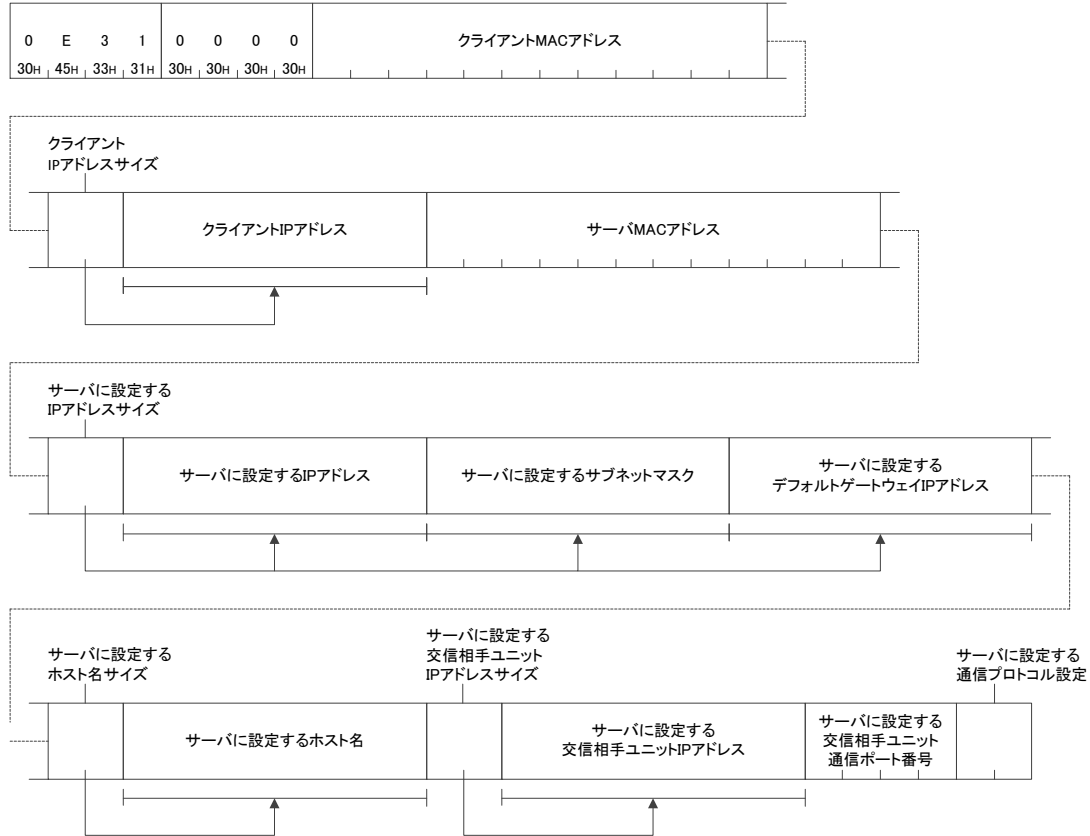 0 E 3 1 0 0 0 0
30H 45H 33H 31H 30H 30H 30H 30H
クライアントMACアドレス
クライアント
IPアドレスサイズ
クライアントIPアドレス
サーバMACアドレス
サーバに設定する
IPアドレスサイズ
サーバに設定するIPアドレス
サーバに設定するサブネットマスク
サーバに設定する
デフォルトゲートウェイIPアドレス
サーバに設定する
ホスト名サイズ
サーバに設定する
交信相手ユニット
IPアドレスサイズ
サーバに設定する
通信プロトコル設定
サーバに設定するホスト名
サーバに設定する
交信相手ユニットIPアドレス
サーバに設定する
交信相手ユニット
通信ポート番号